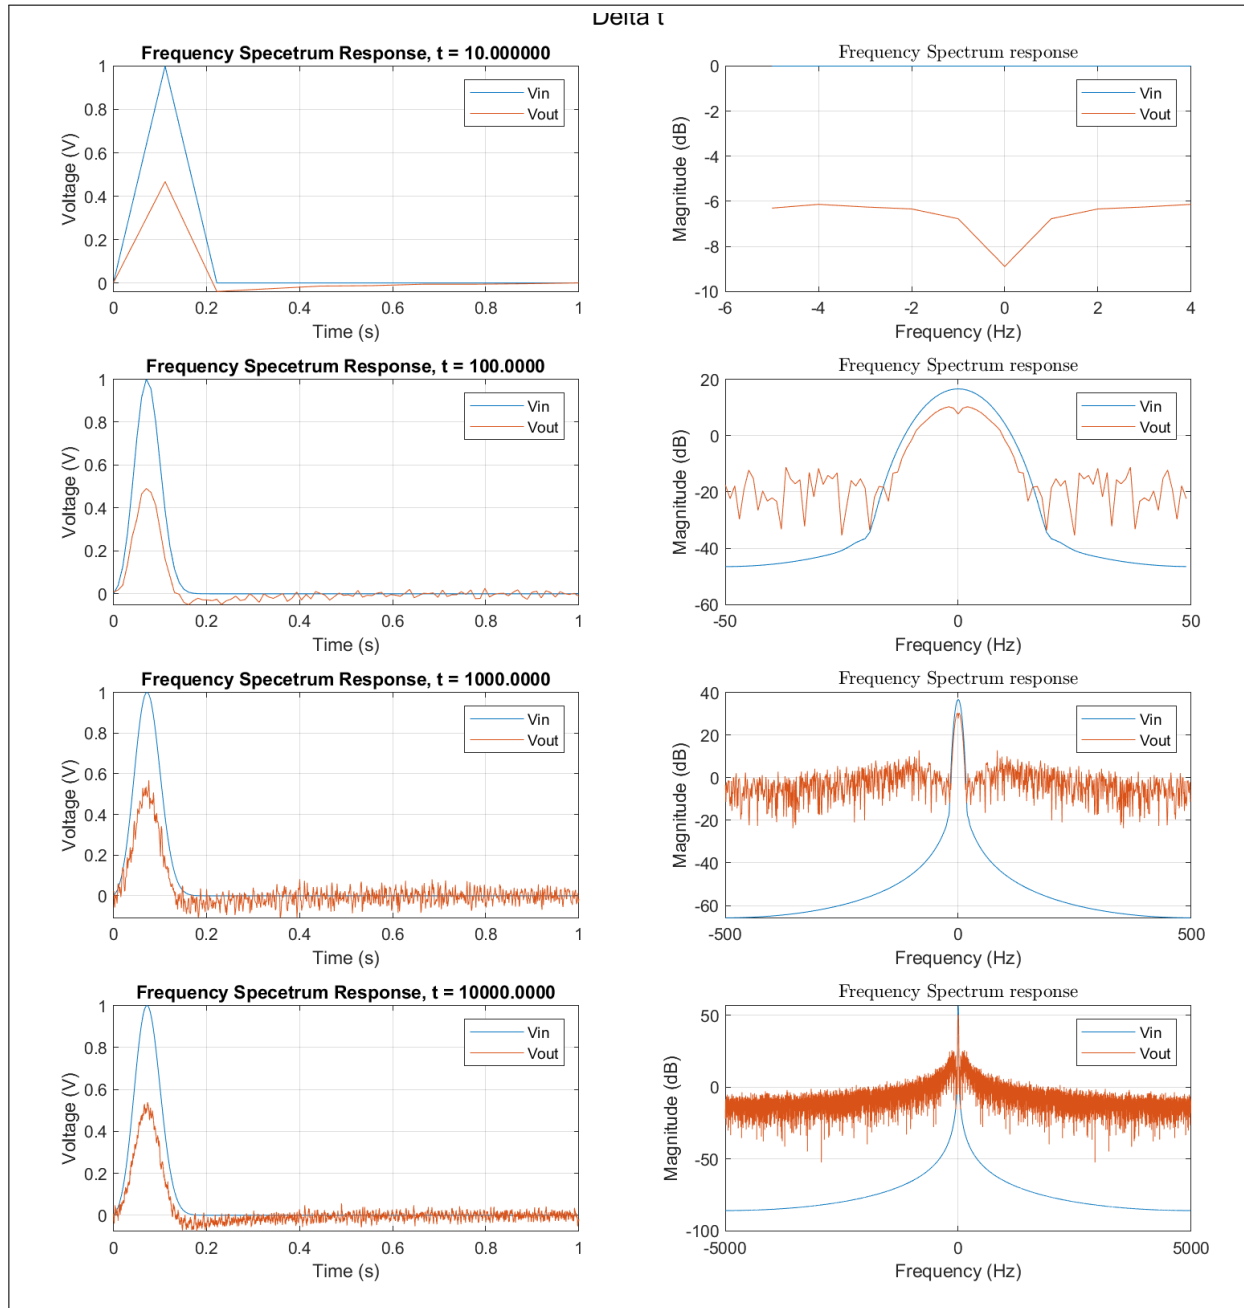 Delta t
Frequency Specetrum Response, t = 10.000000
Voltage (V)
1
0.8
0.6
0.4
0.2
0
0 0.2 0.4 0.6 0.8 1
Time (s)
Vin
Vout
Frequency Spectrum response
Magnitude (dB)
0
-2
-4
-6
-8
-10
-6 -4 -2 0 2 4
Frequency (Hz)
Vin
Vout
Frequency Specetrum Response, t = 100.0000
Voltage (V)
1
0.8
0.6
0.4
0.2
0
0 0.2 0.4 0.6 0.8 1
Time (s)
Vin
Vout
Frequency Spectrum response
Magnitude (dB)
20
0
-20
-40
-60
-50 0 50
Frequency (Hz)
Vin
Vout
Frequency Specetrum Response, t = 1000.0000
Voltage (V)
1
0.8
0.6
0.4
0.2
0
0 0.2 0.4 0.6 0.8 1
Time (s)
Vin
Vout
Frequency Spectrum response
Magnitude (dB)
40
20
0
-20
-40
-60
-500 0 500
Frequency (Hz)
Vin
Vout
Frequency Specetrum Response, t = 10000.0000
Voltage (V)
1
0.8
0.6
0.4
0.2
0
0 0.2 0.4 0.6 0.8 1
Time (s)
Vin
Vout
Frequency Spectrum response
Magnitude (dB)
50
0
-50
-100
-5000 0 5000
Frequency (Hz)
Vin
Vout